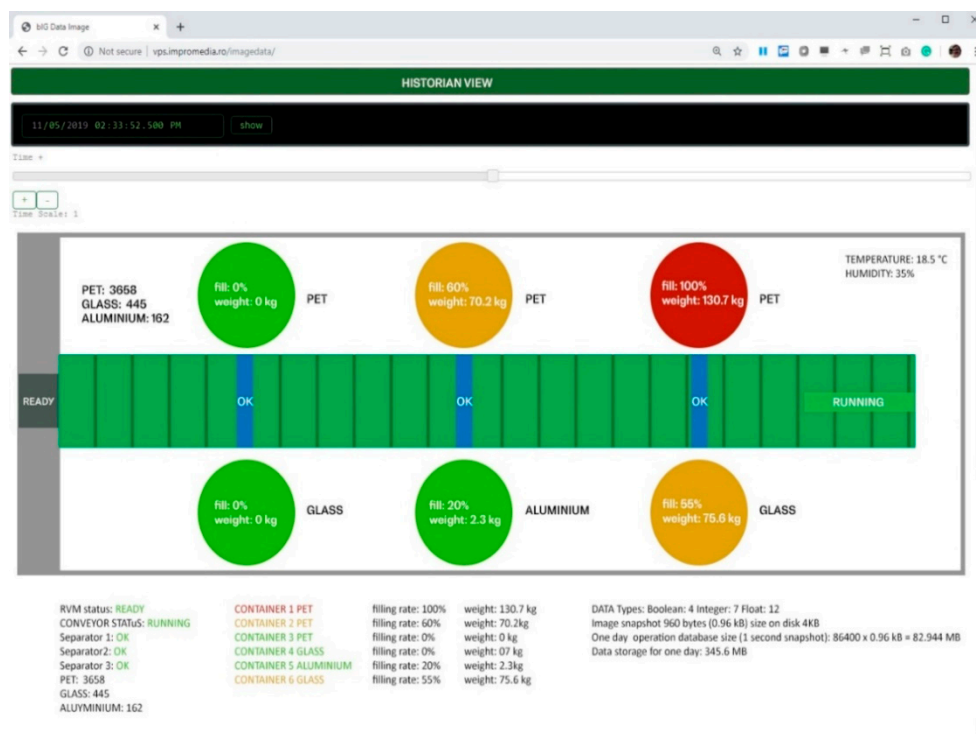 bIG Data Image
Not secure | vps.impromedia.ro/imagedata/
HISTORIAN VIEW
11/05/2019 02:33:52.500 PM show
Time +
+ -
Time Scale: 1
TEMPERATURE: 18.5 °C
HUMIDITY: 35%
PET: 3658
GLASS: 445
ALUMINIUM: 162
fill: 0%
weight: 0 kg
PET
fill: 60%
weight: 70.2 kg
PET
fill: 100%
weight: 130.7 kg
PET
READY
OK
OK
OK
RUNNING
fill: 0%
weight: 0 kg
GLASS
fill: 20%
weight: 2.3 kg
ALUMINIUM
fill: 55%
weight: 75.6 kg
GLASS
RVM status: READY
CONVEYOR STATuS: RUNNING
Separator 1: OK
Separator2: OK
Separator 3: OK
PET: 3658
GLASS: 445
ALUYMINIUM: 162
CONTAINER 1 PET filling rate: 100% weight: 130.7 kg
CONTAINER 2 PET filling rate: 60% weight: 70.2kg
CONTAINER 3 PET filling rate: 0% weight: 0 kg
CONTAINER 4 GLASS filling rate: 0% weight: 07 kg
CONTAINER 5 ALUMINIUM filling rate: 20% weight: 2.3kg
CONTAINER 6 GLASS filling rate: 55% weight: 75.6 kg
DATA Types: Boolean: 4 Integer: 7 Float: 12
Image snapshot 960 bytes (0.96 kB) size on disk 4KB
One day operation database size (1 second snapshot): 86400 x 0.96 kB = 82.944 MB
Data storage for one day: 345.6 MB